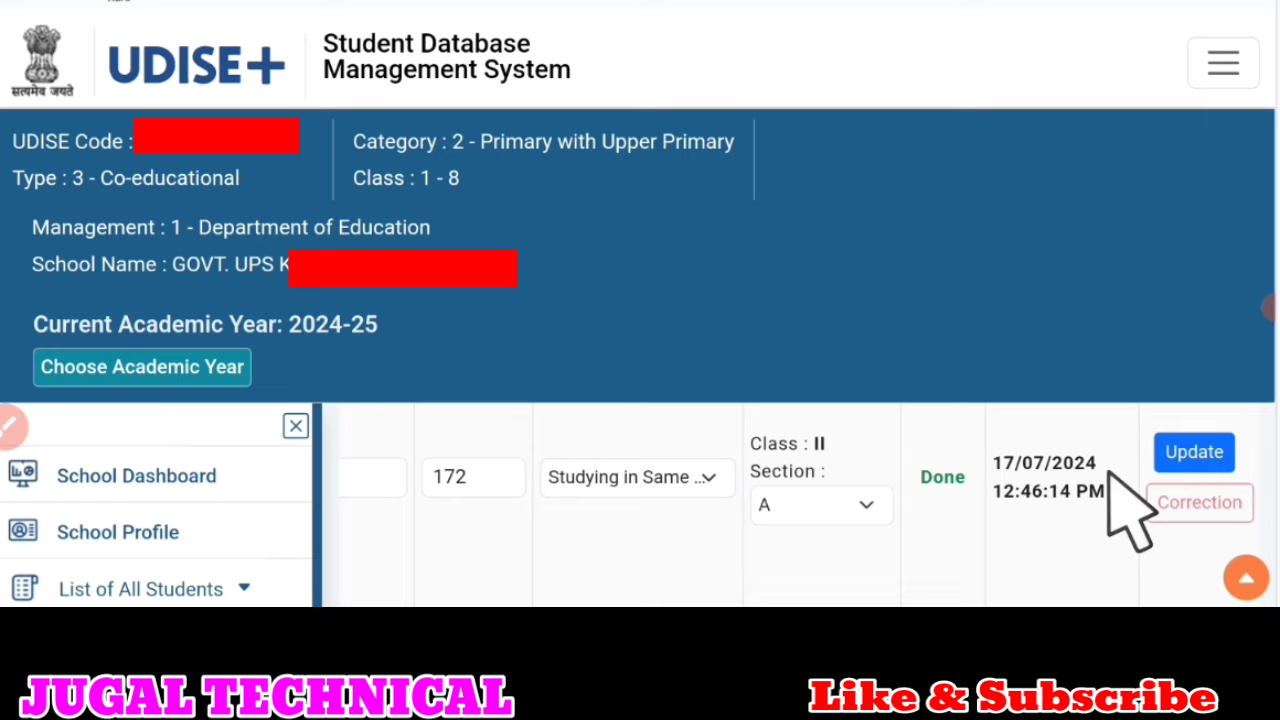 सत्यमेव जयते
UDISE+
Student Database
Management System
UDISE Code :
Category : 2 - Primary with Upper Primary
Type : 3 - Co-educational
Class : 1 - 8
Management : 1 - Department of Education
School Name : GOVT. UPS K
Current Academic Year: 2024-25
Choose Academic Year
School Dashboard
School Profile
List of All Students
172
Studying in Same ..
Class : II
Section :
A
Done
17/07/2024
12:46:14 PM
Update
Correction
JUGAL TECHNICAL
Like & Subscribe